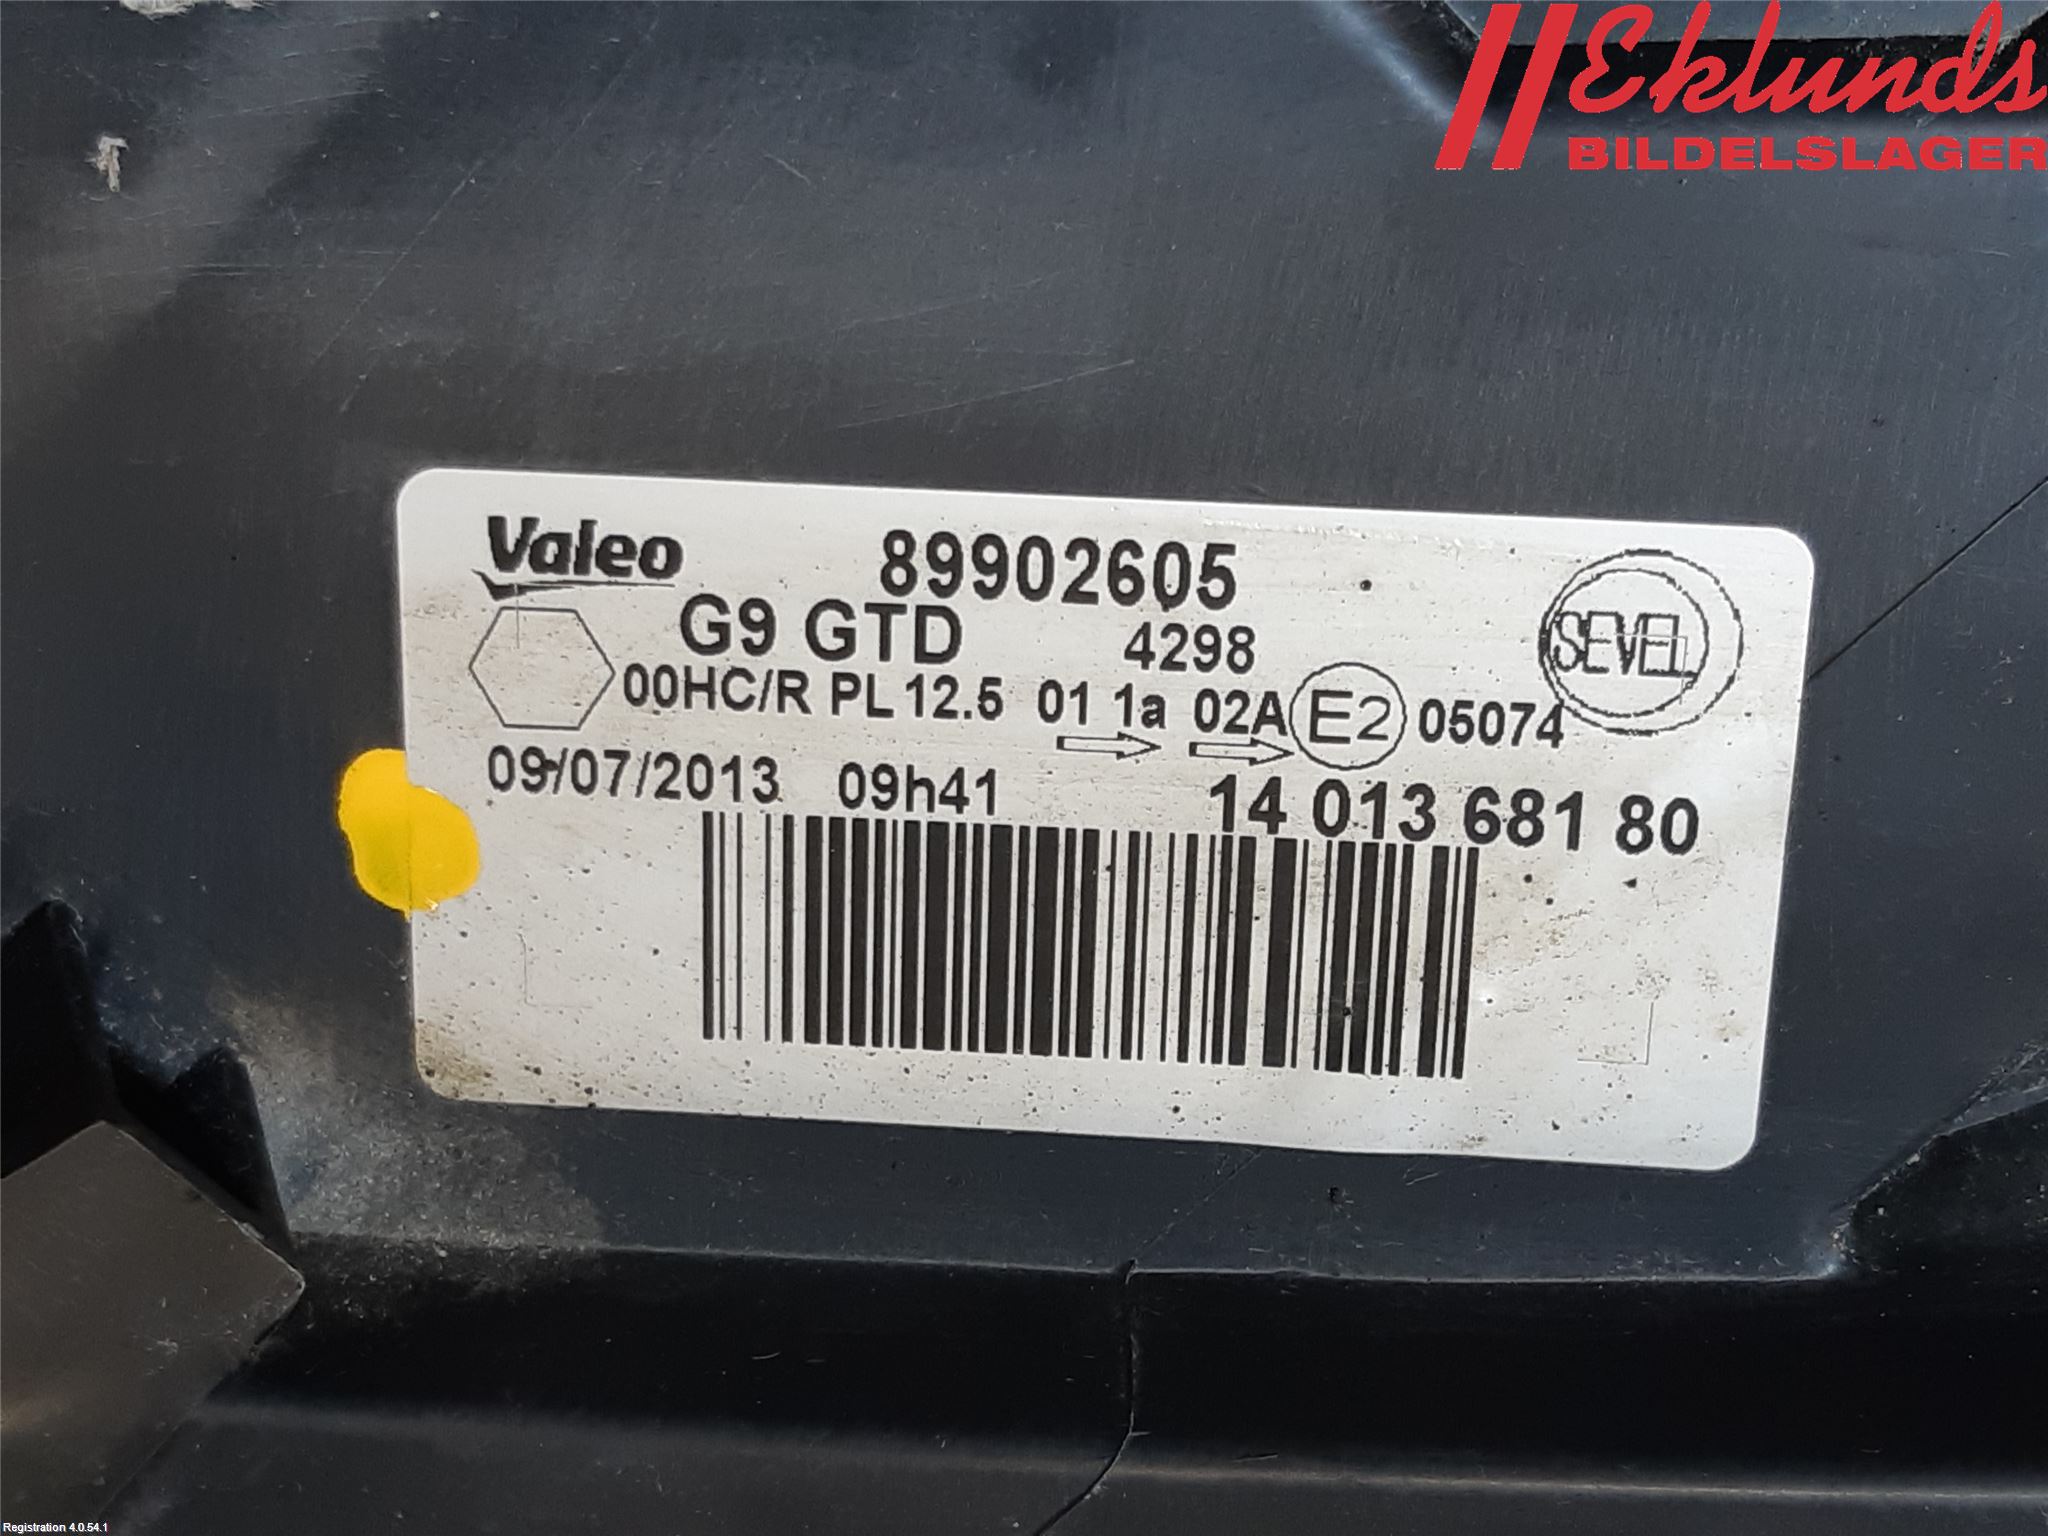 Eklunds
BILDELSLAGER
Valeo 89902605
G9 GTD 4298 SEVEL
00HC/R PL 12.5 01 1a 02A E2 05074
09/07/2013 09h41 14 013 681 80
Registration 4.0.54.1